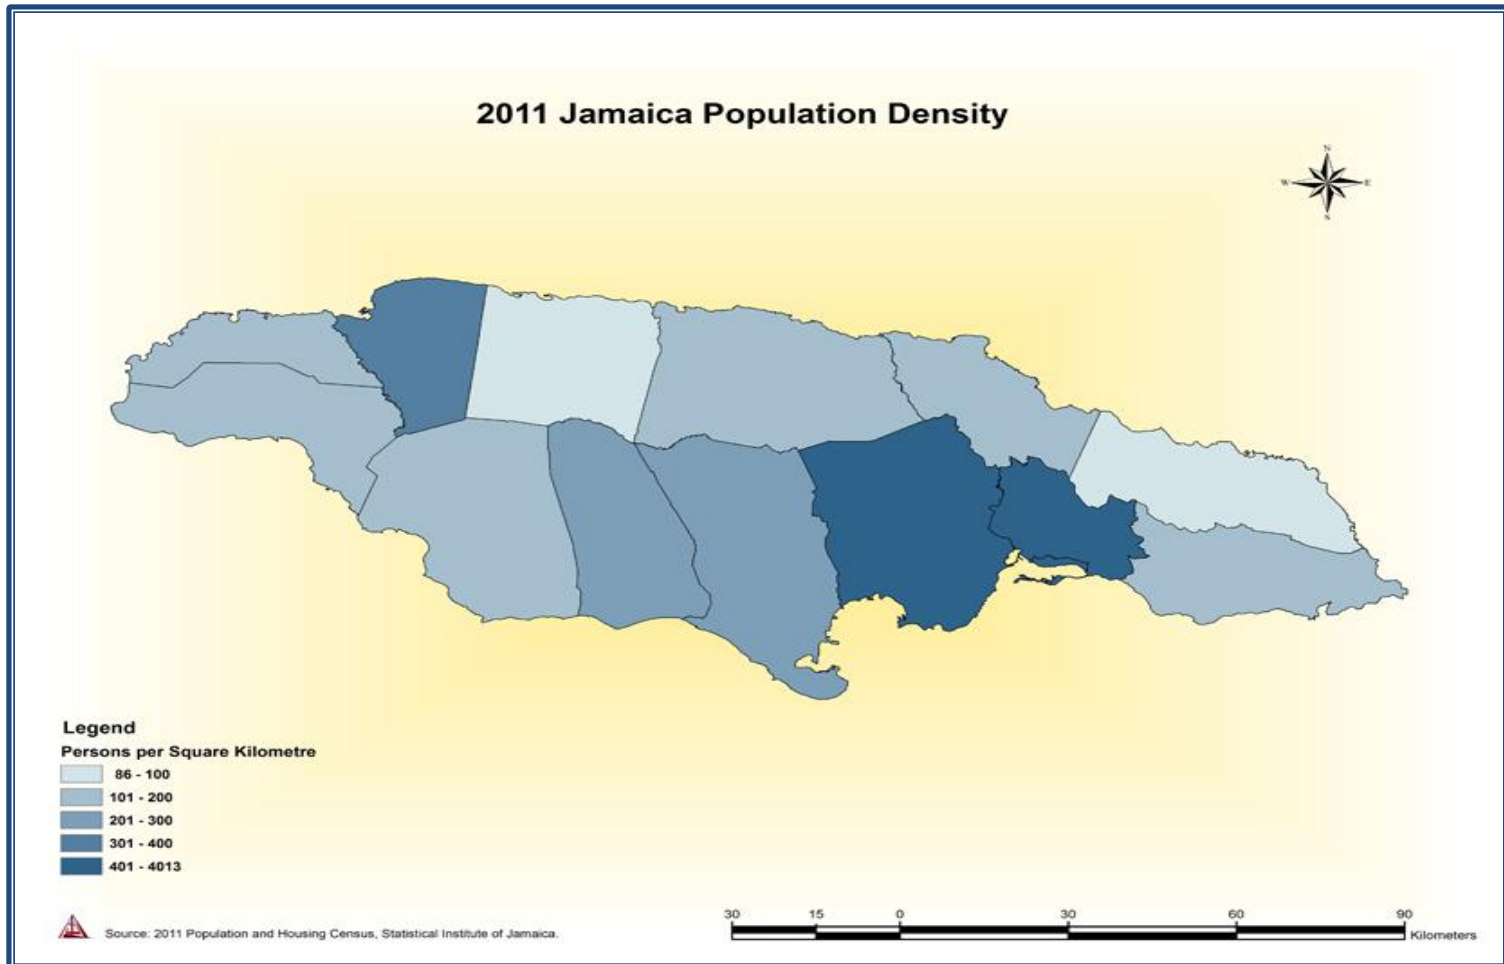 2011 Jamaica Population Density
N
W E
S
Legend
Persons per Square Kilometre
86 - 100
101 - 200
201 - 300
301 - 400
401 - 4013
Source: 2011 Population and Housing Census, Statistical Institute of Jamaica.
30 15 0 30 60 90
Kilometers